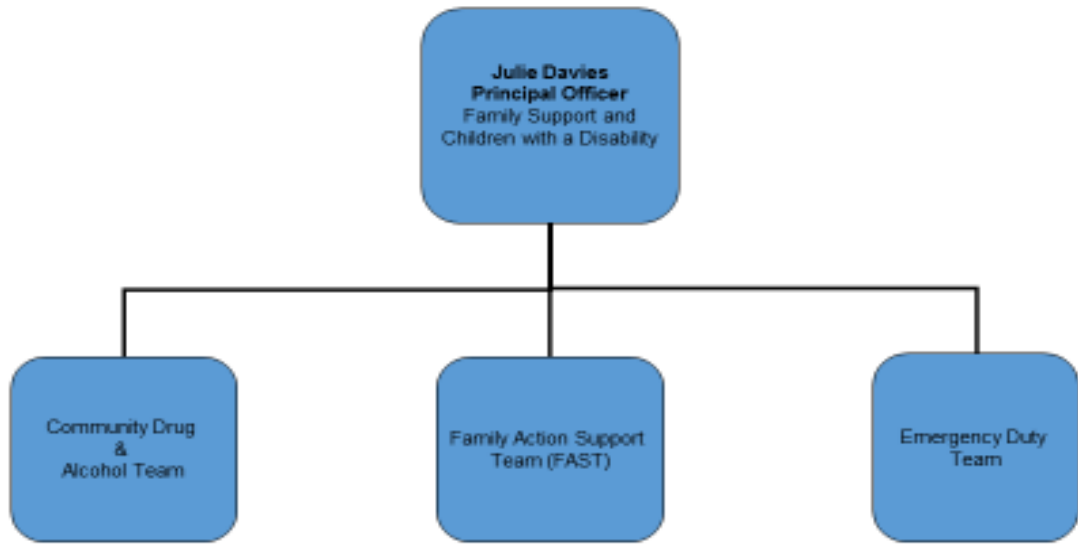 Julie Davies
Principal Officer
Family Support and
Children with a Disability
Community Drug
&
Alcohol Team
Family Action Support
Team (FAST)
Emergency Duty
Team